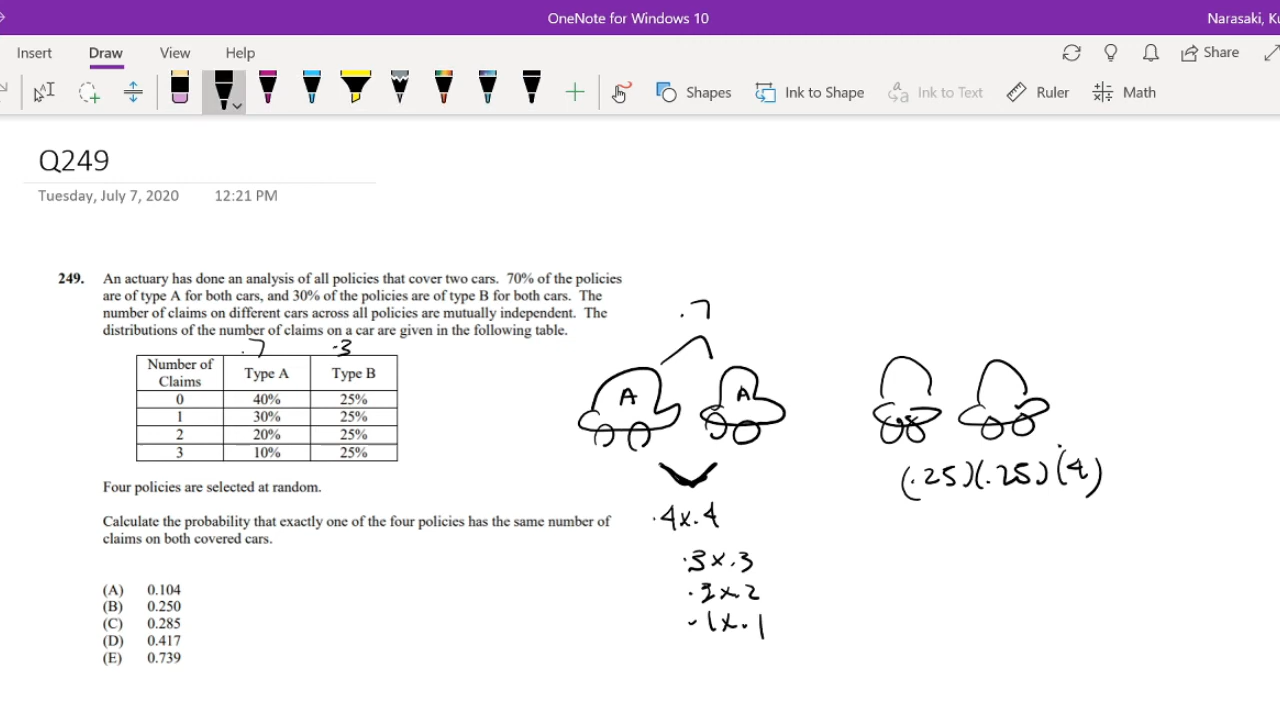 OneNote for Windows 10
Narasaki, Ku
Insert Draw View Help
Share
Shapes Ink to Shape Ink to Text Ruler Math
Q249
Tuesday, July 7, 2020 12:21 PM
249. An actuary has done an analysis of all policies that cover two cars. 70% of the policies
are of type A for both cars, and 30% of the policies are of type B for both cars. The
number of claims on different cars across all policies are mutually independent. The
distributions of the number of claims on a car are given in the following table.
.7 .3
Number of Claims Type A Type B
0 40% 25%
1 30% 25%
2 20% 25%
3 10% 25%
Four policies are selected at random.
Calculate the probability that exactly one of the four policies has the same number of
claims on both covered cars.
(A) 0.104
(B) 0.250
(C) 0.285
(D) 0.417
(E) 0.739
.7
A A
.4x.4
.3x.3
.2x.2
.1x.1
(.25)(.25)(4)